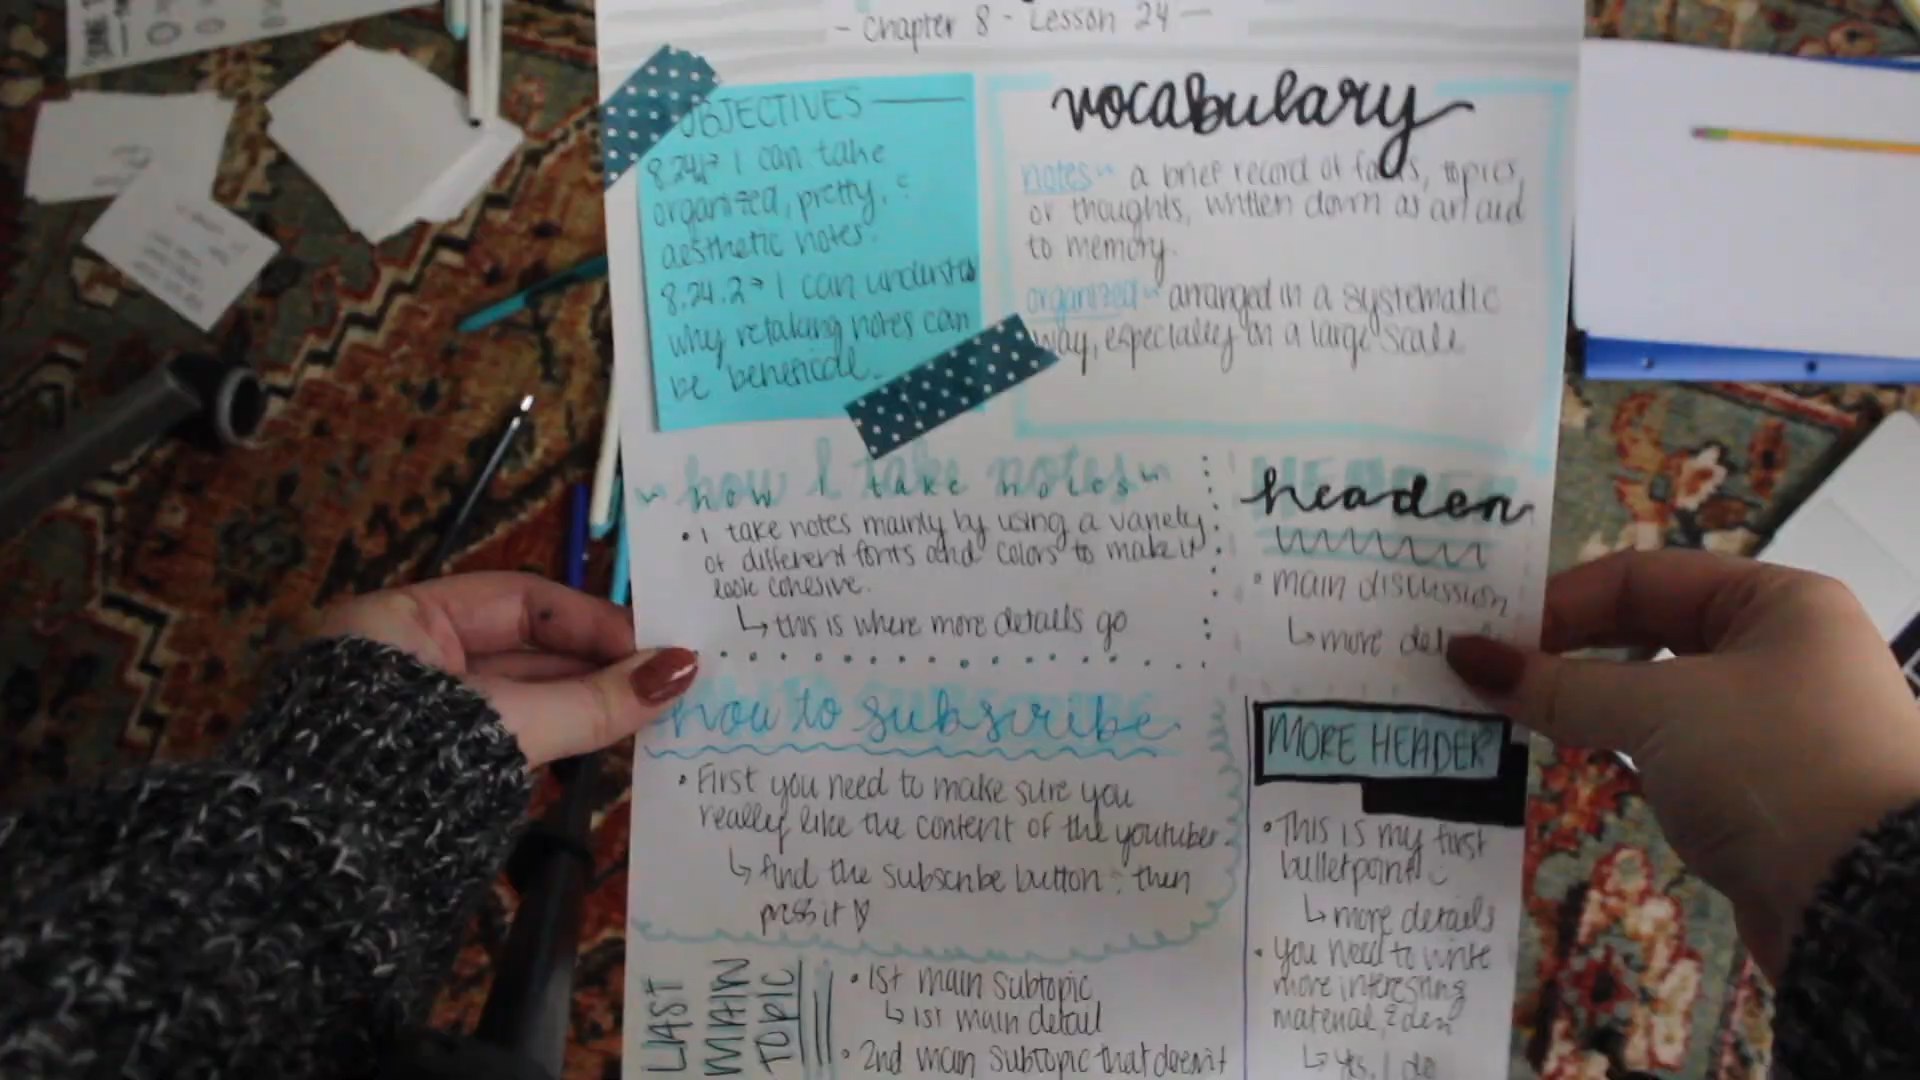 - Chapter 8 - Lesson 24 -
OBJECTIVES
I can take
organized, pretty,
aesthetic notes.
8.24.2 → I can understand
why retaking notes can
be beneficial.
vocabulary
notes ~ a brief record of facts, topics,
or thoughts, written down as an aid
to memory.
organized ~ arranged in a systematic
way, especially on a large scale
~ how I take notes ~
• I take notes mainly by using a variety
of different fonts and colors to make it
look cohesive.
↳ this is where more details go
header
• main discussion
↳ more
how to subscribe
• First you need to make sure you
really like the content of the youtuber.
↳ find the subscribe button & then
press it ♡
MORE HEADER
• This is my first
bulletpoint
↳ more details
• you need to write
more interesting
material
↳ yes, I do
LAST
MAIN
TOPIC
• 1st main subtopic
↳ 1st main detail
• 2nd main subtopic that doesn't